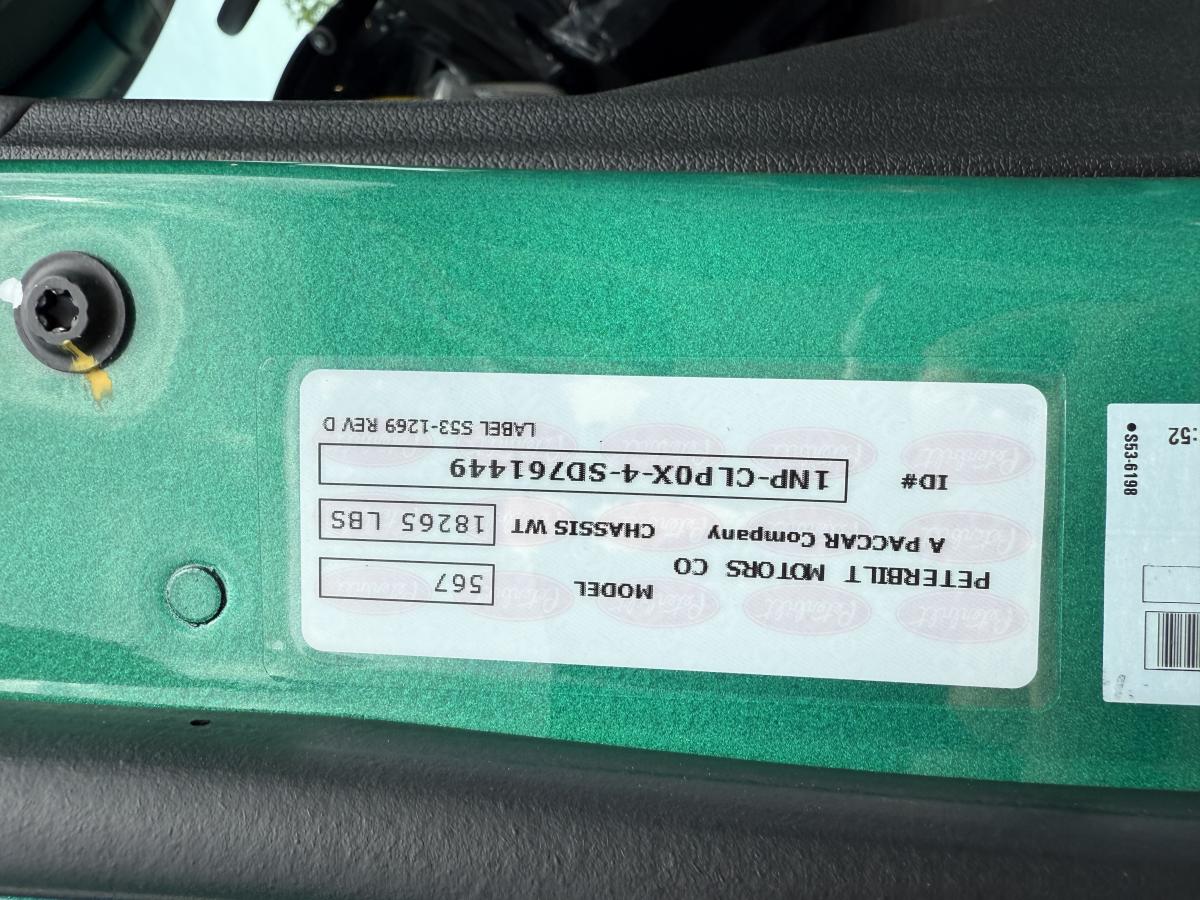 PETERBILT MOTORS CO
MODEL 567
A PACCAR Company
CHASSIS WT 18265 LBS
ID# 1NP-CLP0X-4-SD761449
LABEL S53-1269 REV D
●S53-6198
:52